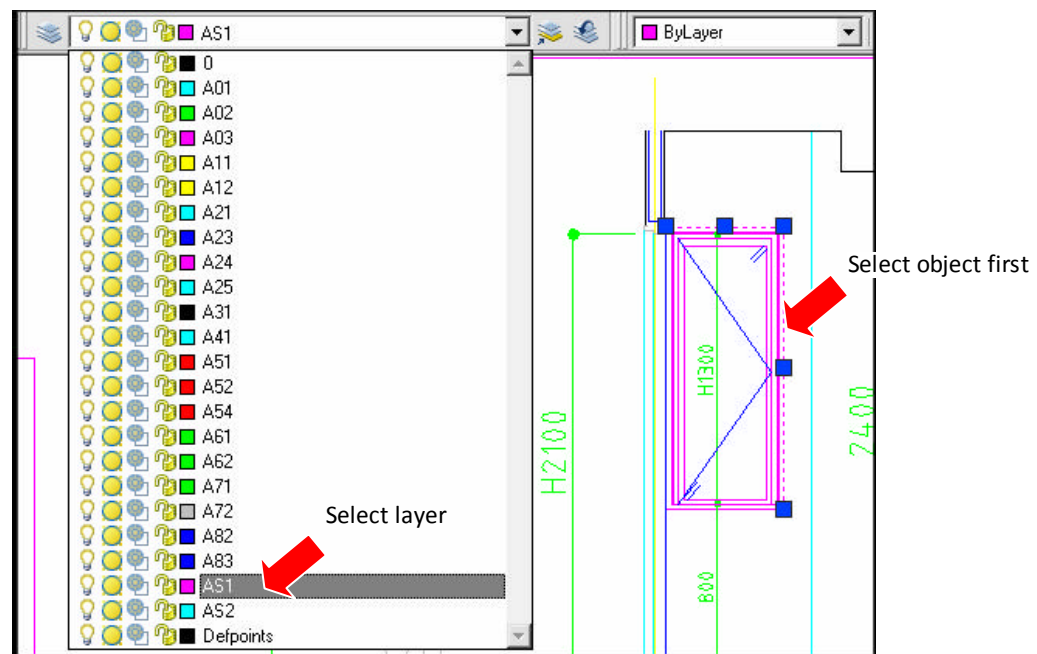 AS1
ByLayer
0
A01
A02
A03
A11
A12
A21
A23
A24
A25
A31
A41
A51
A52
A54
A61
A62
A71
A72
A82
A83
AS1
AS2
Defpoints
Select layer
Select object first
H2100
H1300
800
2400